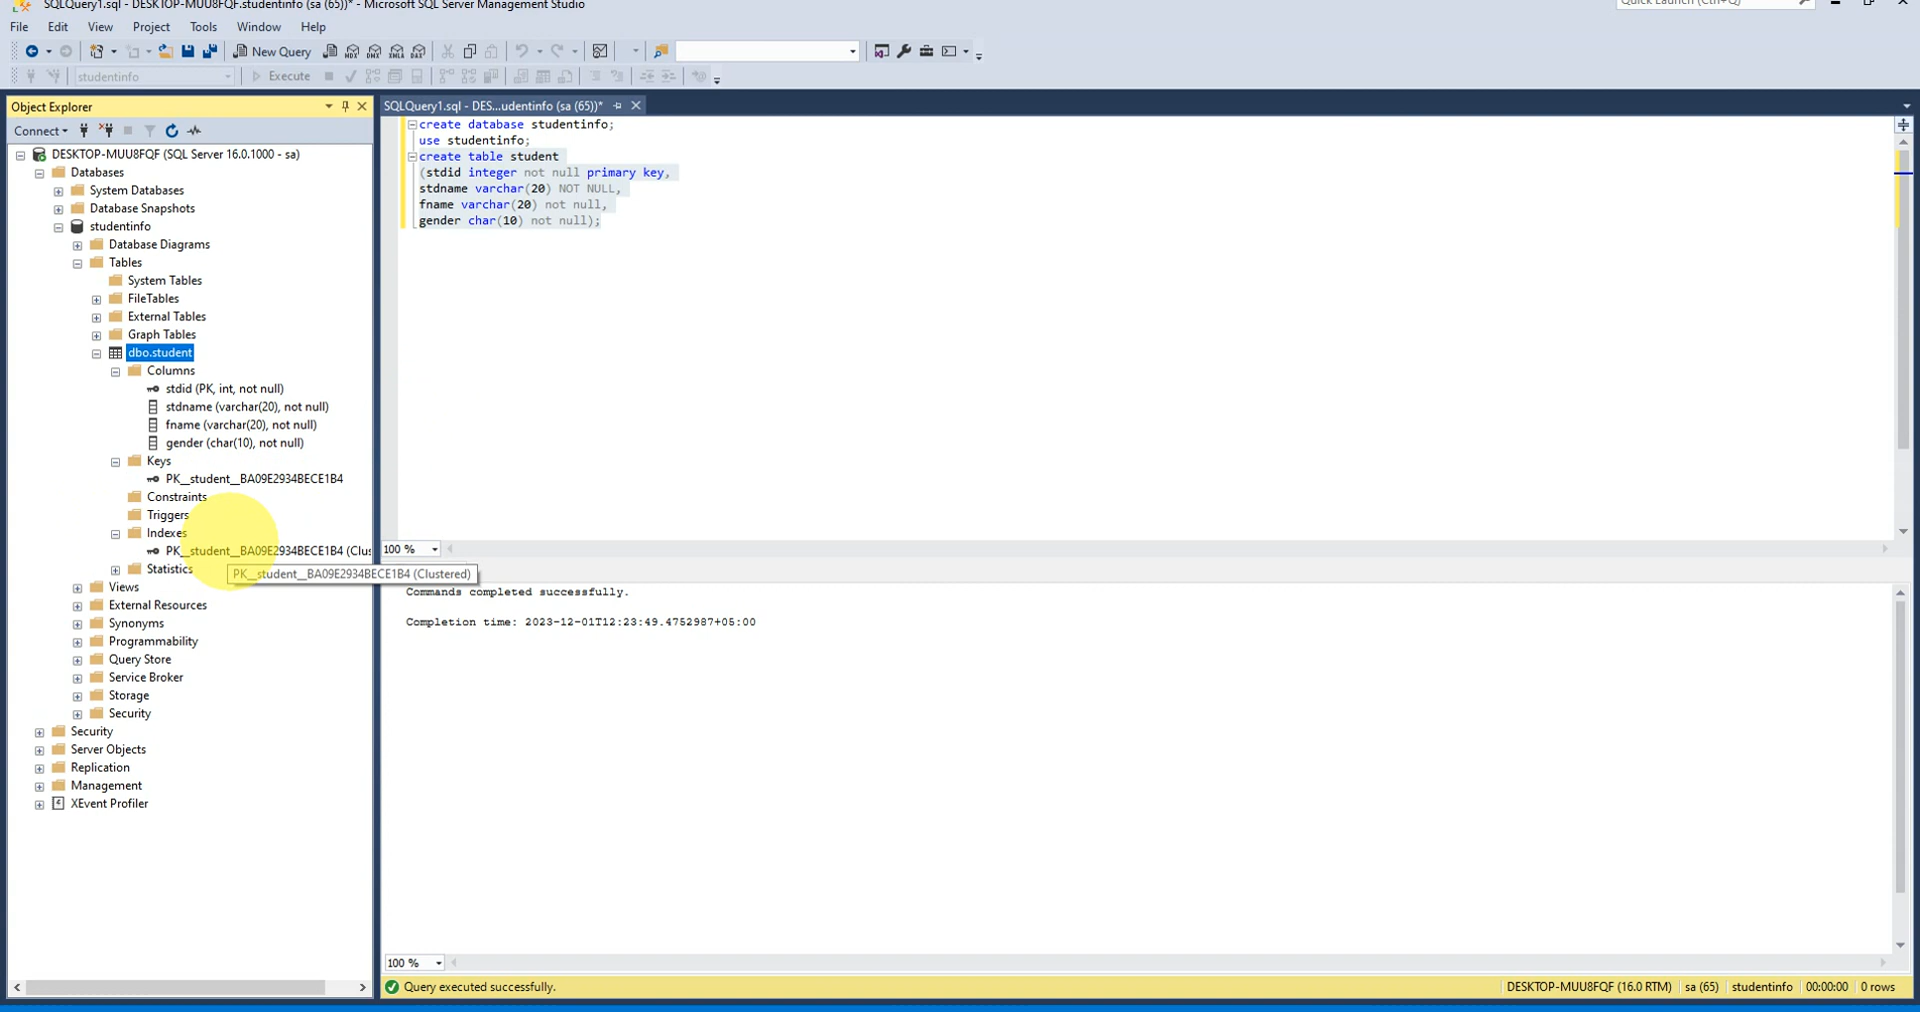 SQLQuery1.sql - DESKTOP-MUU8FQF.studentinfo (sa (65))* - Microsoft SQL Server Management Studio
Quick Launch (Ctrl+Q)
File Edit View Project Tools Window Help
New Query
MDX DMX XMLA DAX
studentinfo
Execute
Object Explorer
SQLQuery1.sql - DES...udentinfo (sa (65))*
Connect
DESKTOP-MUU8FQF (SQL Server 16.0.1000 - sa)
Databases
System Databases
Database Snapshots
studentinfo
Database Diagrams
Tables
System Tables
FileTables
External Tables
Graph Tables
dbo.student
Columns
stdid (PK, int, not null)
stdname (varchar(20), not null)
fname (varchar(20), not null)
gender (char(10), not null)
Keys
PK__student__BA09E2934BECE1B4
Constraints
Triggers
Indexes
PK__student__BA09E2934BECE1B4 (Clus
Statistics
PK__student__BA09E2934BECE1B4 (Clustered)
Views
External Resources
Synonyms
Programmability
Query Store
Service Broker
Storage
Security
Security
Server Objects
Replication
Management
XEvent Profiler
create database studentinfo;
use studentinfo;
create table student
(stdid integer not null primary key,
stdname varchar(20) NOT NULL,
fname varchar(20) not null,
gender char(10) not null);
100 %
Commands completed successfully.
Completion time: 2023-12-01T12:23:49.4752987+05:00
100 %
Query executed successfully.
DESKTOP-MUU8FQF (16.0 RTM) sa (65) studentinfo 00:00:00 0 rows